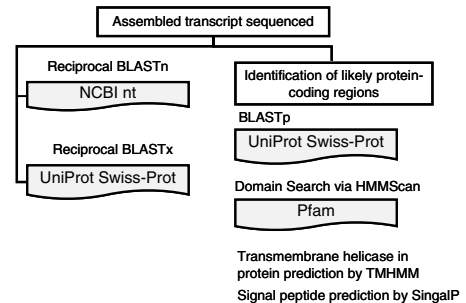 Assembled transcript sequenced
Reciprocal BLASTn
NCBI nt
Reciprocal BLASTx
UniProt Swiss-Prot
Identification of likely protein-
coding regions
BLASTp
UniProt Swiss-Prot
Domain Search via HMMScan
Pfam
Transmembrane helicase in
protein prediction by TMHMM
Signal peptide prediction by SingalP